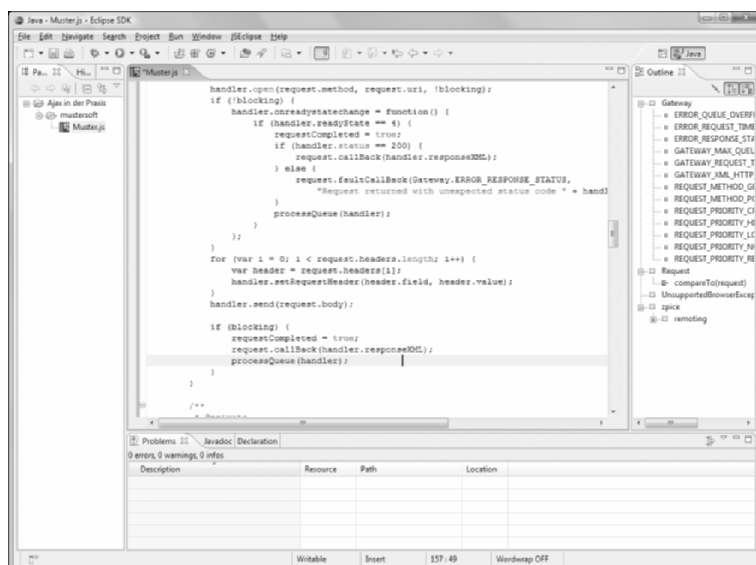 Java - Muster.js - Eclipse SDK
File Edit Navigate Search Project Run Window JSEclipse Help
Java
Pa... Hi...
Ajax in der Praxis
mustersoft
Muster.js
*Muster.js
handler.open(request.method, request.uri, !blocking);
if (!blocking) {
handler.onreadystatechange = function() {
if (handler.readyState == 4) {
requestCompleted = true;
if (handler.status == 200) {
request.callBack(handler.responseXML);
} else {
request.faultCallBack(Gateway.ERROR_RESPONSE_STATUS,
"Request returned with unexpected status code " + handl
}
processQueue(handler);
}
};
}
for (var i = 0; i < request.headers.length; i++) {
var header = request.headers[i];
handler.setRequestHeader(header.field, header.value);
}
handler.send(request.body);
if (blocking) {
requestCompleted = true;
request.callBack(handler.responseXML);
processQueue(handler);
}
}
/**
Outline
Gateway
ERROR_QUEUE_OVERFL
ERROR_REQUEST_TIME
ERROR_RESPONSE_STA
GATEWAY_MAX_QUEL
GATEWAY_REQUEST_T
GATEWAY_XML_HTTP_
REQUEST_METHOD_GE
REQUEST_METHOD_PC
REQUEST_PRIORITY_CI
REQUEST_PRIORITY_HI
REQUEST_PRIORITY_LC
REQUEST_PRIORITY_NO
REQUEST_PRIORITY_RE
Request
compareTo(request)
UnsupportedBrowserExcep
zpice
remoting
Problems Javadoc Declaration
0 errors, 0 warnings, 0 infos
Description Resource Path Location
Writable Insert 157 : 49 Wordwrap OFF